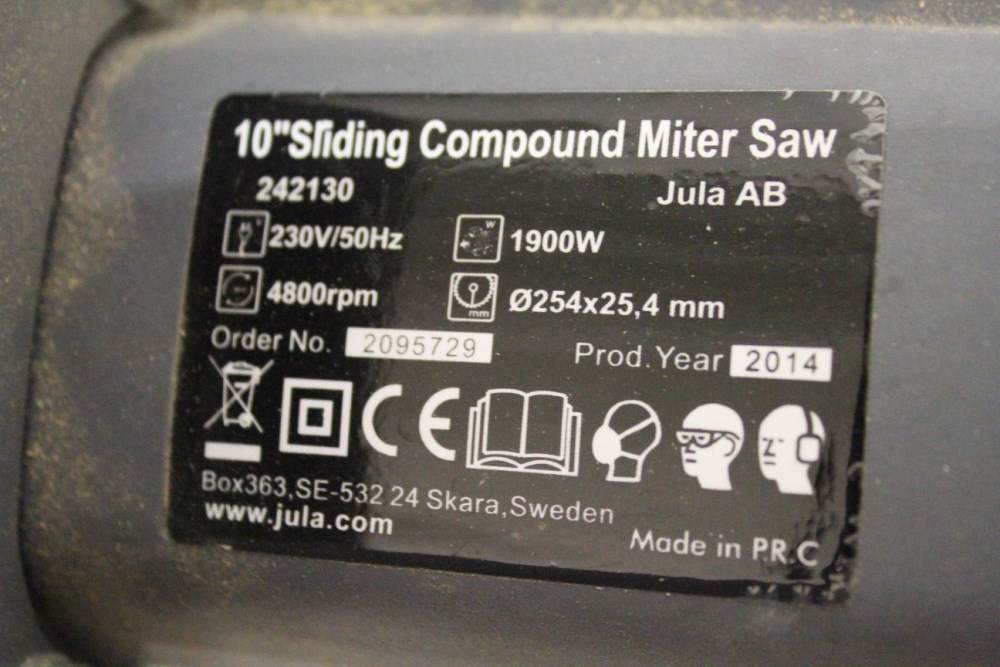 10"Sliding Compound Miter Saw
242130 Jula AB
230V/50Hz W 1900W
4800rpm mm Ø254x25,4 mm
Order No. 2095729 Prod.Year 2014
CE
Box363,SE-532 24 Skara,Sweden
www.jula.com
Made in P.R.C